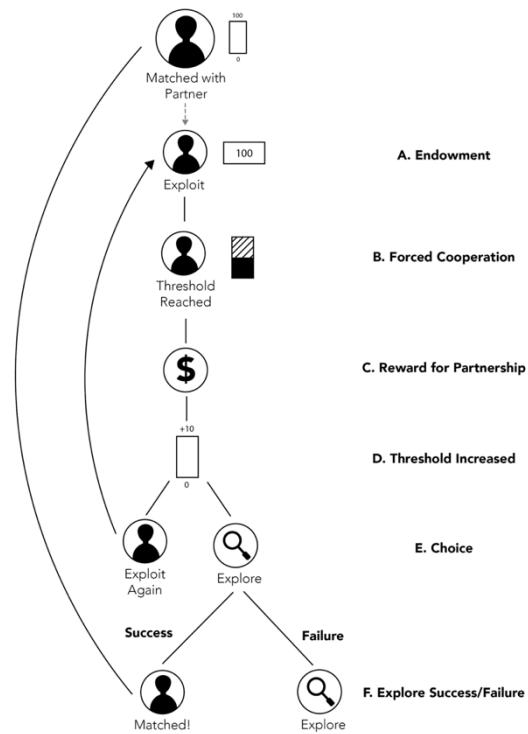 100
0
Matched with
Partner
100
A. Endowment
Exploit
B. Forced Cooperation
Threshold
Reached
$
C. Reward for Partnership
+10
D. Threshold Increased
0
E. Choice
Exploit
Again
Explore
Success
Failure
F. Explore Success/Failure
Matched!
Explore